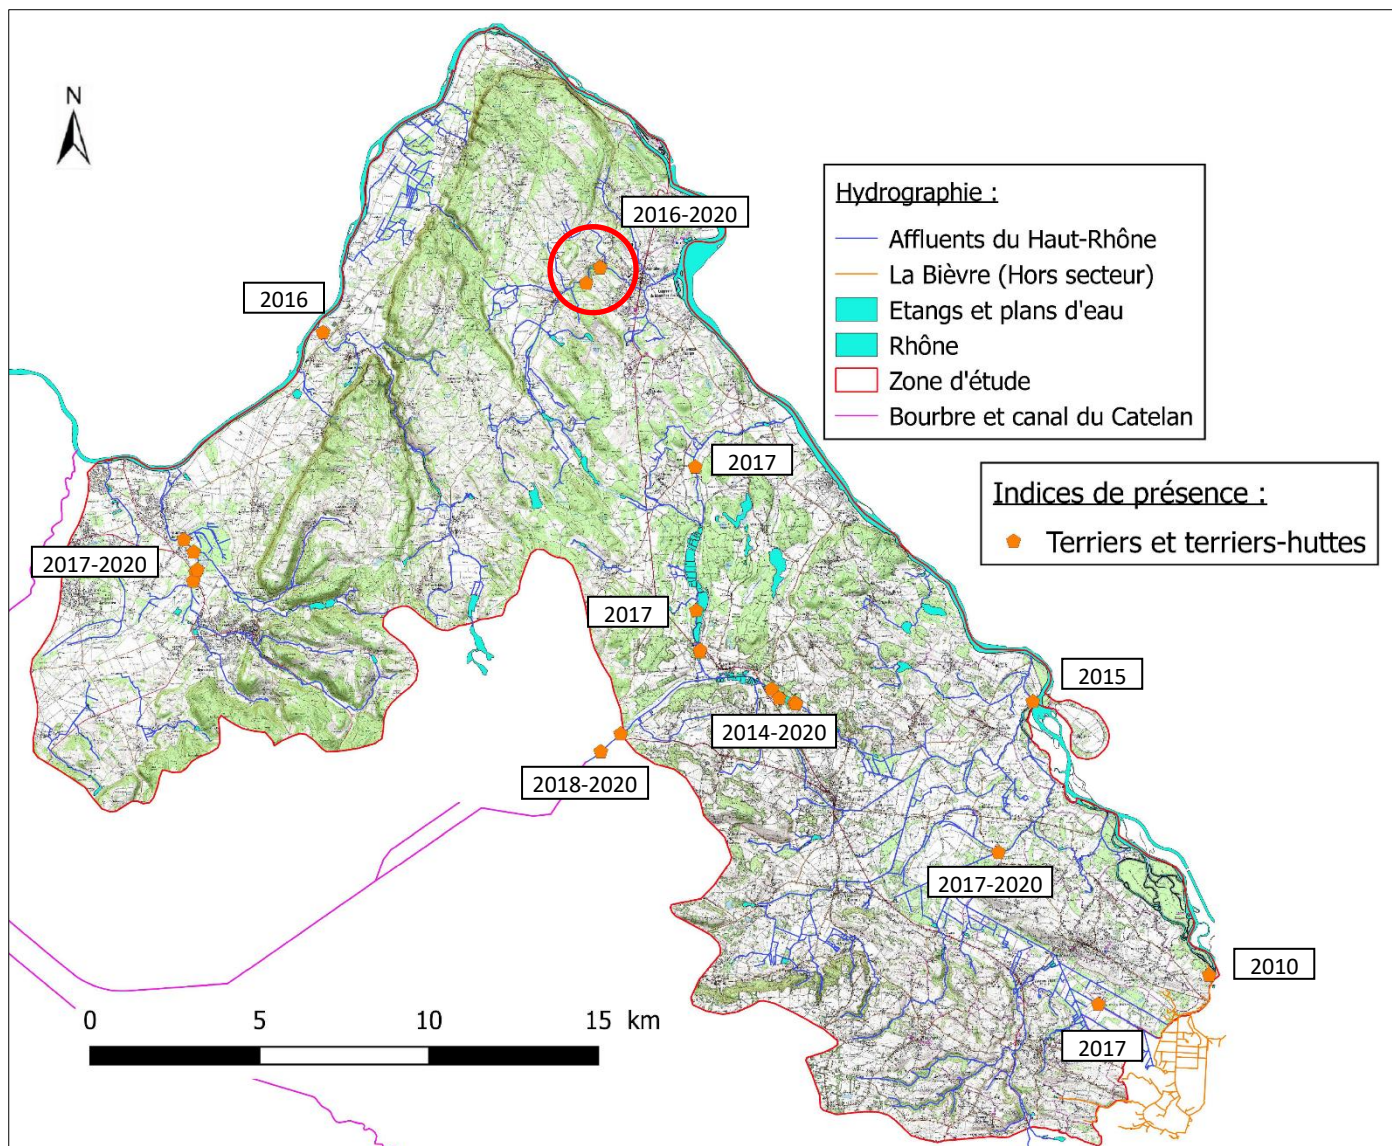 N
2016-2020
2016
Hydrographie :
Affluents du Haut-Rhône
La Bièvre (Hors secteur)
Etangs et plans d'eau
Rhône
Zone d'étude
Bourbre et canal du Catelan
2017
Indices de présence :
Terriers et terriers-huttes
2017-2020
2017
2015
2014-2020
2018-2020
2017-2020
2010
2017
0 5 10 15 km